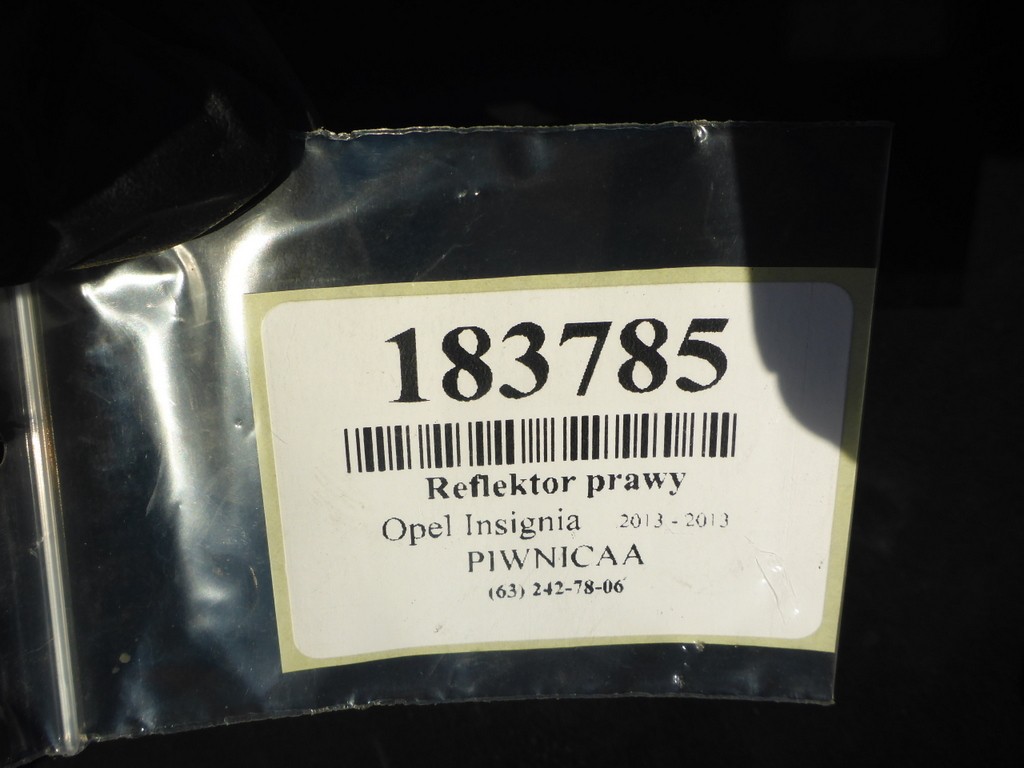 183785
Reflektor prawy
Opel Insignia 2013 - 2013
PIWNICAA
(63) 242-78-06